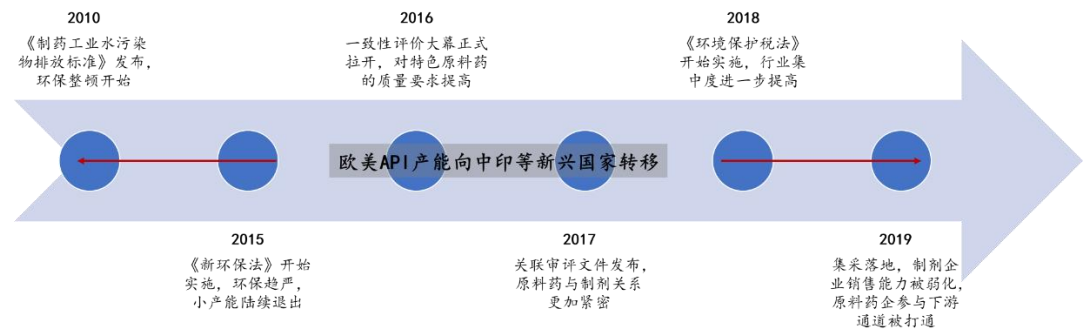 2010
《制药工业水污染
物排放标准》发布，
环保整顿开始
2016
一致性评价大幕正式
拉开，对特色原料药
的质量要求提高
2018
《环境保护税法》
开始实施，行业集
中度进一步提高
欧美API产能向中印等新兴国家转移
2015
《新环保法》开始
实施，环保趋严，
小产能陆续退出
2017
关联审评文件发布，
原料药与制剂关系
更加紧密
2019
集采落地，制剂企
业销售能力被弱化，
原料药企参与下游
通道被打通